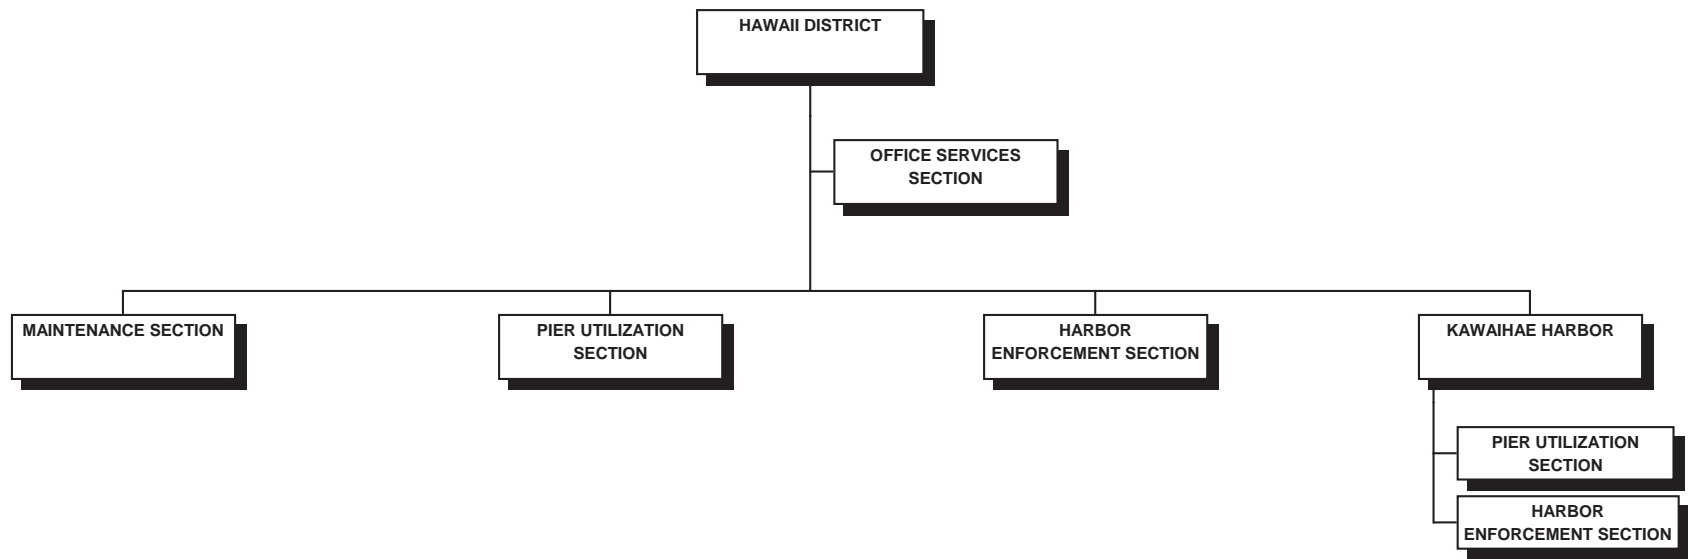 HAWAII DISTRICT
OFFICE SERVICES
SECTION
MAINTENANCE SECTION
PIER UTILIZATION
SECTION
HARBOR
ENFORCEMENT SECTION
KAWAIHAE HARBOR
PIER UTILIZATION
SECTION
HARBOR
ENFORCEMENT SECTION